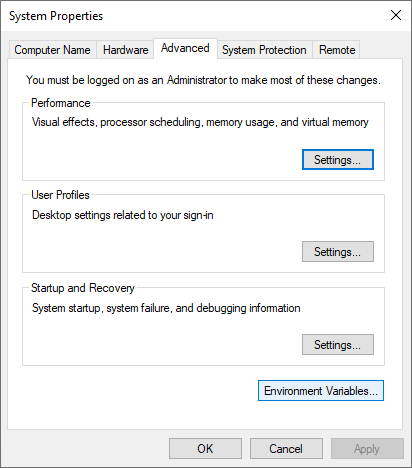 System Properties
Computer Name Hardware Advanced System Protection Remote
You must be logged on as an Administrator to make most of these changes.
Performance
Visual effects, processor scheduling, memory usage, and virtual memory
Settings...
User Profiles
Desktop settings related to your sign-in
Settings...
Startup and Recovery
System startup, system failure, and debugging information
Settings...
Environment Variables...
OK Cancel Apply